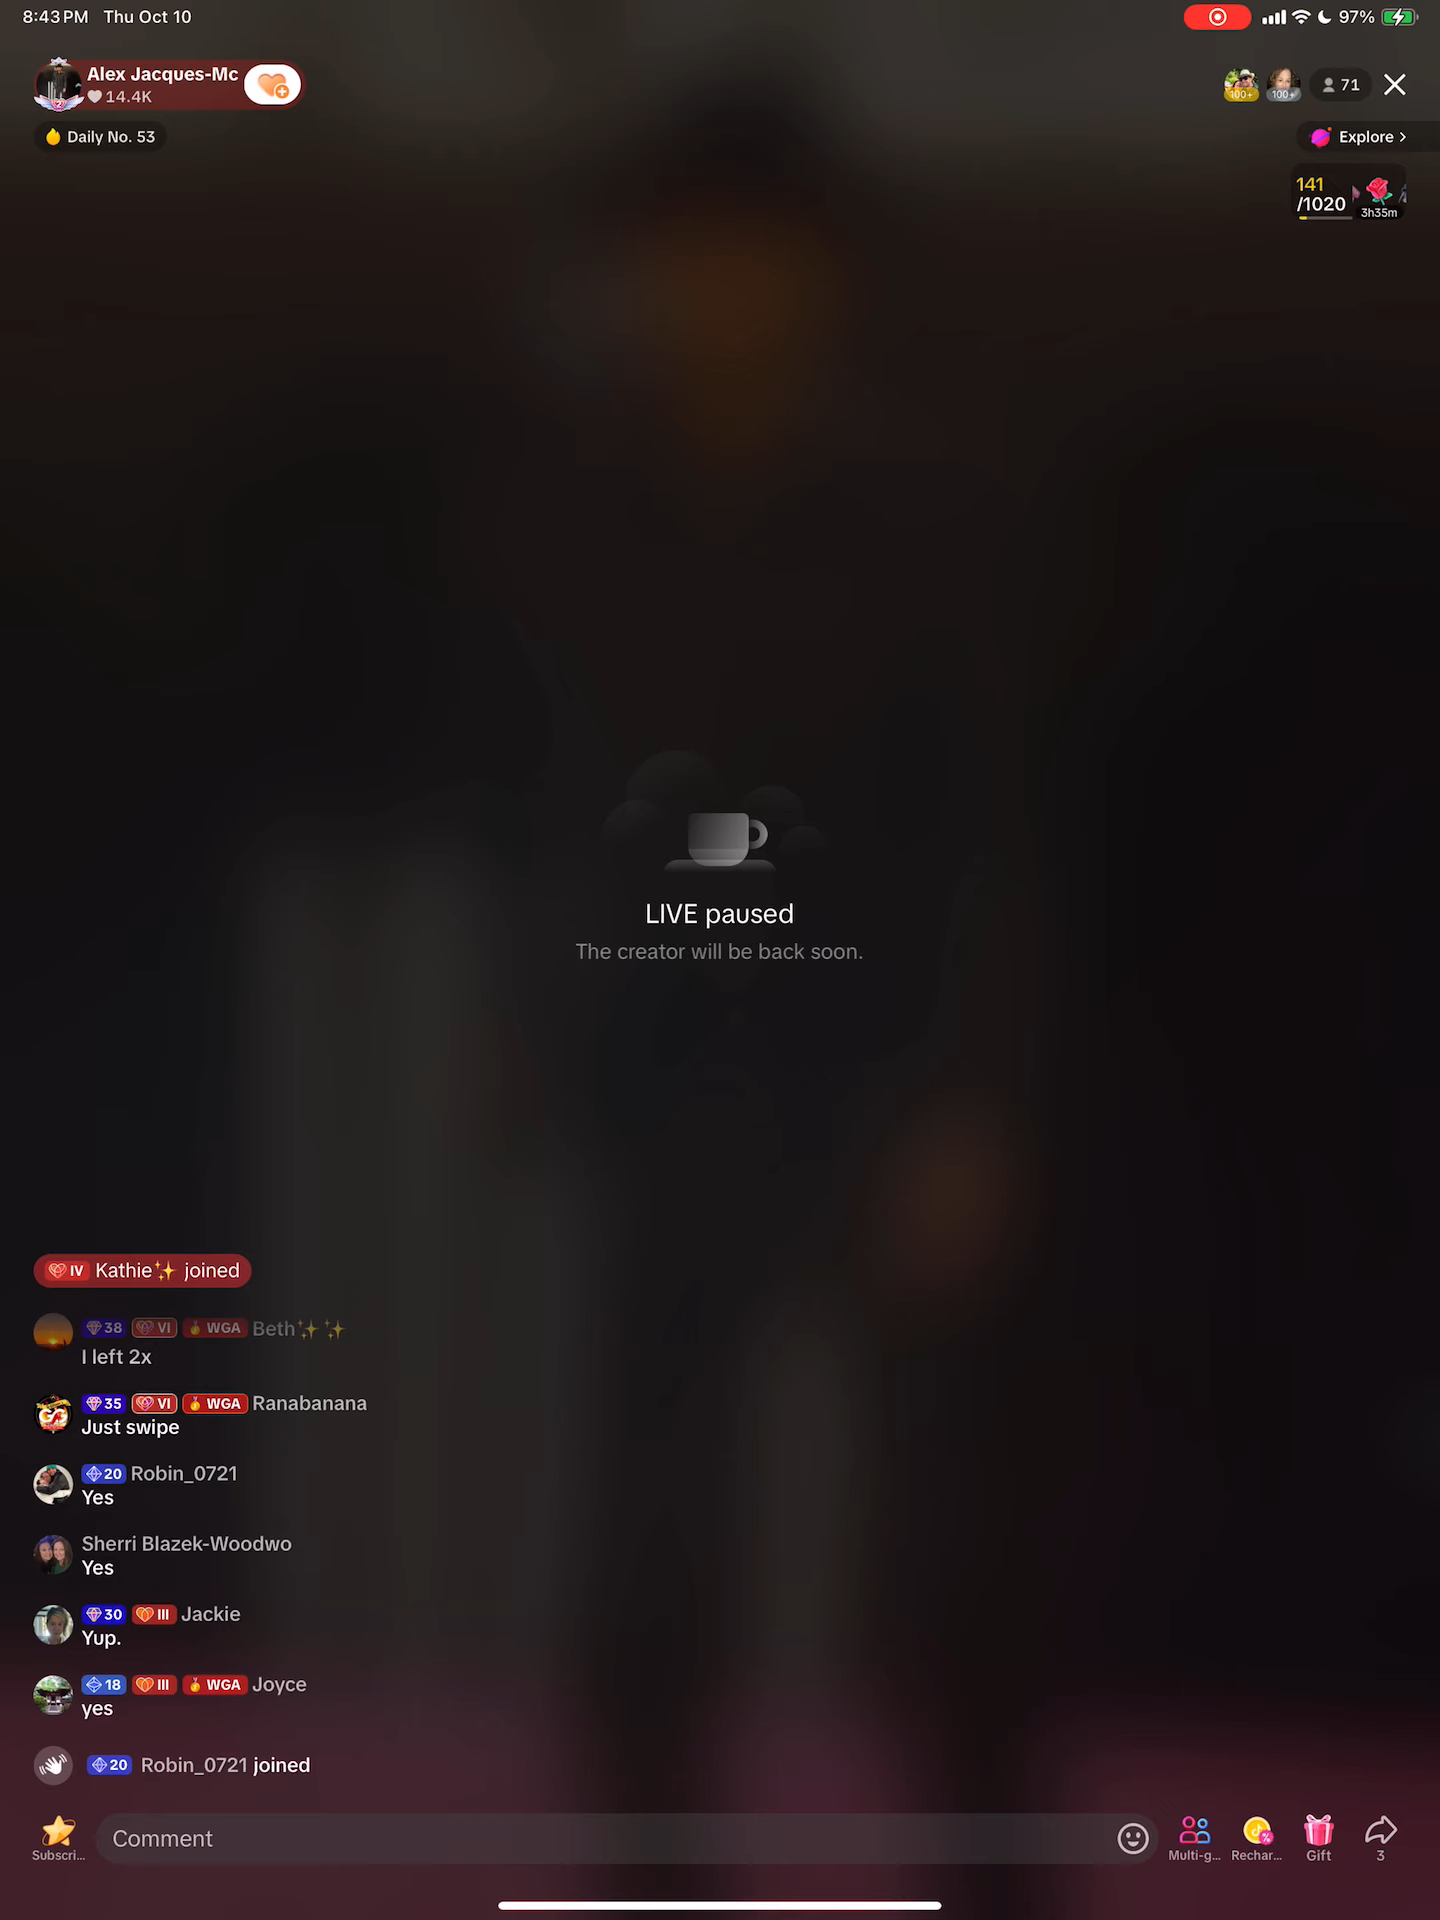 8:43 PM Thu Oct 10
97%
Alex Jacques-Mc
14.4K
100+
100+
71
Daily No. 53
Explore >
141
/1020
3h35m
LIVE paused
The creator will be back soon.
IV Kathie✨ joined
38 VI WGA Beth✨✨
I left 2x
35 VI WGA Ranabanana
Just swipe
20 Robin_0721
Yes
Sherri Blazek-Woodwo
Yes
30 III Jackie
Yup.
18 III WGA Joyce
yes
20 Robin_0721 joined
Comment
Subscri...
Multi-g...
Rechar...
Gift
3